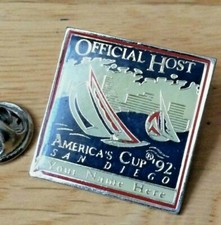 OFFICIAL HOST
AMERICA'S CUP ® '92
SAN DIEGO
Your Name Here